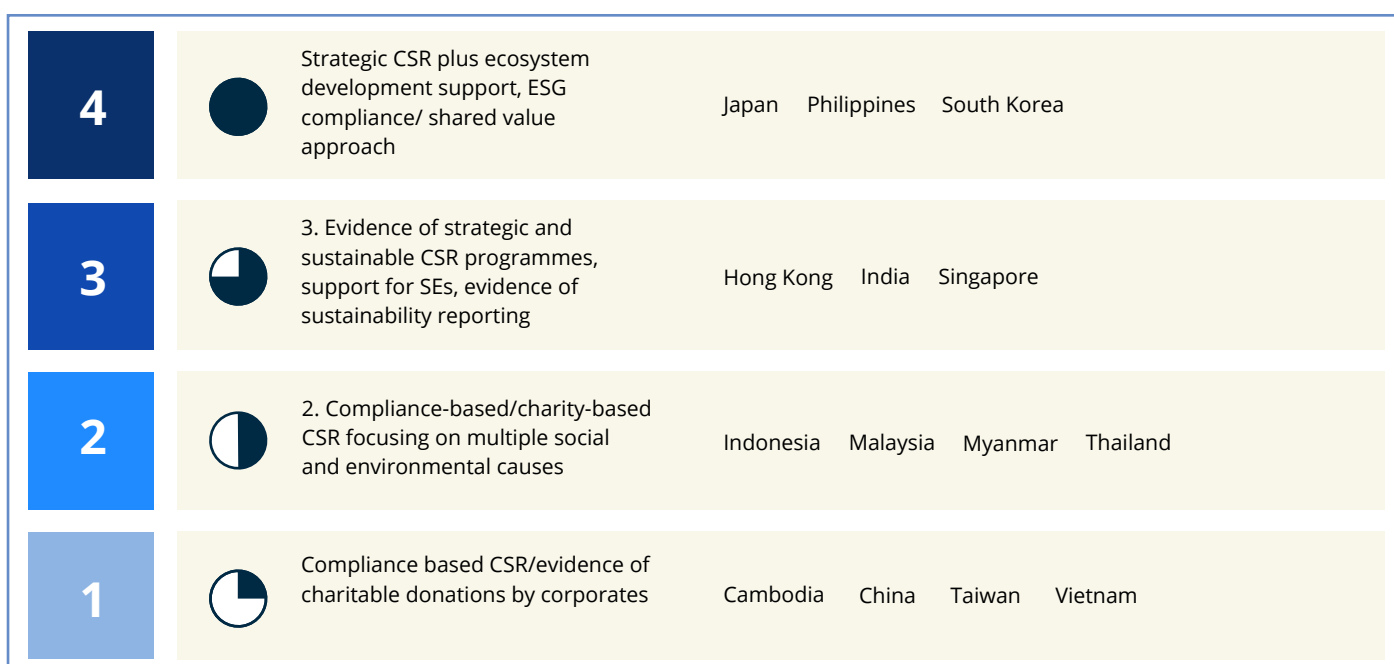 4
Strategic CSR plus ecosystem
development support, ESG
compliance/ shared value
approach
Japan Philippines South Korea
3
3. Evidence of strategic and
sustainable CSR programmes,
support for SEs, evidence of
sustainability reporting
Hong Kong India Singapore
2
2. Compliance-based/charity-based
CSR focusing on multiple social
and environmental causes
Indonesia Malaysia Myanmar Thailand
1
Compliance based CSR/evidence of
charitable donations by corporates
Cambodia China Taiwan Vietnam